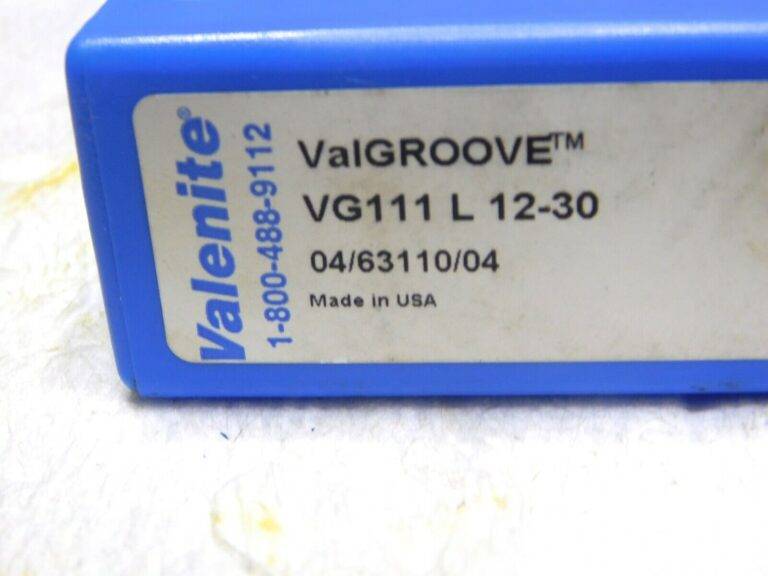 Valenite®
1-800-488-9112
ValGROOVE™
VG111 L 12-30
04/63110/04
Made in USA